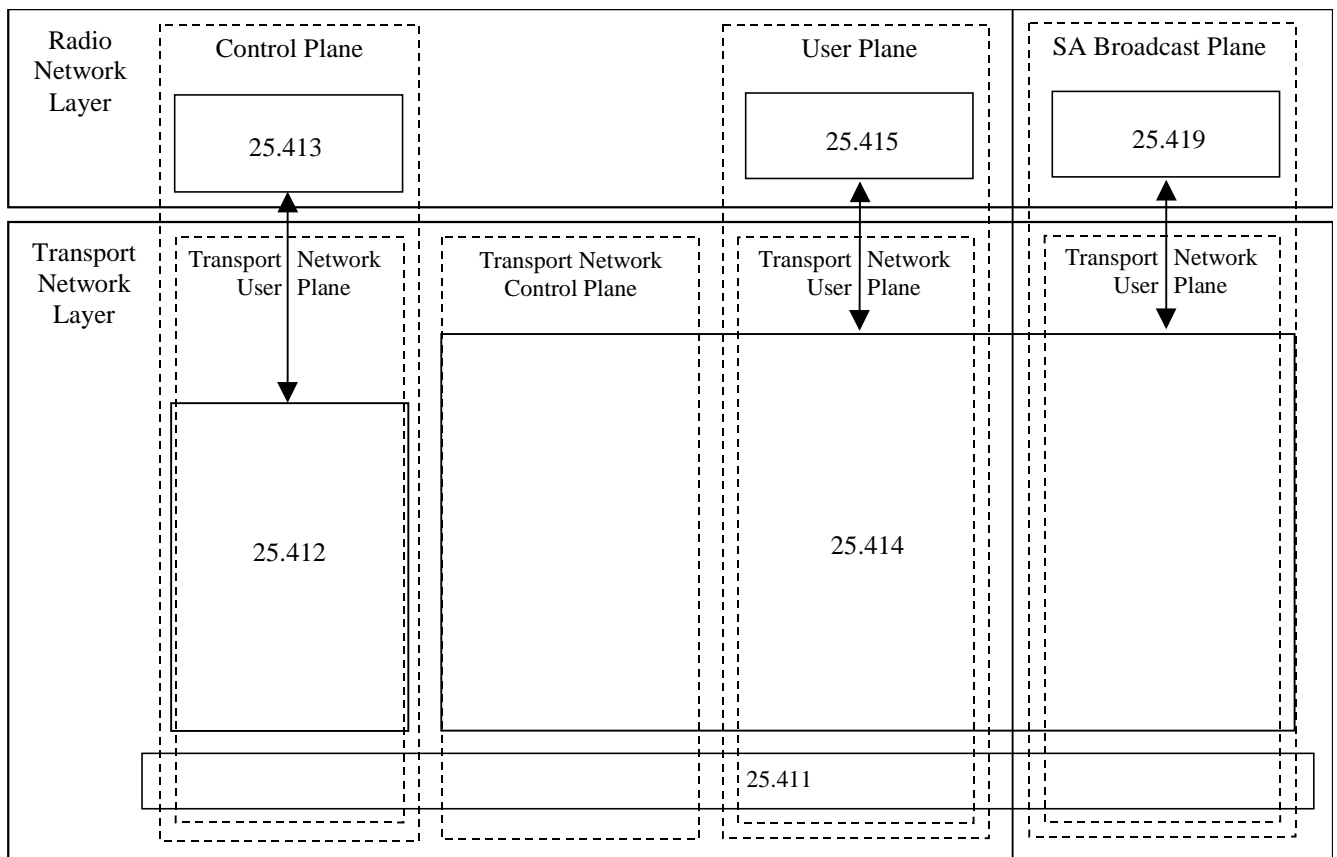 Radio
Network
Layer
Control Plane
User Plane
SA Broadcast Plane
25.413
25.415
25.419
Transport
Network
Layer
Transport Network
User Plane
Transport Network
Control Plane
Transport Network
User Plane
Transport Network
User Plane
25.412
25.414
25.411